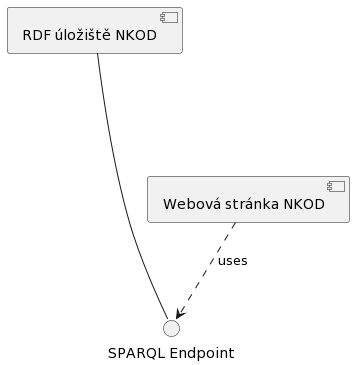 RDF úložiště NKOD
Webová stránka NKOD
uses
SPARQL Endpoint